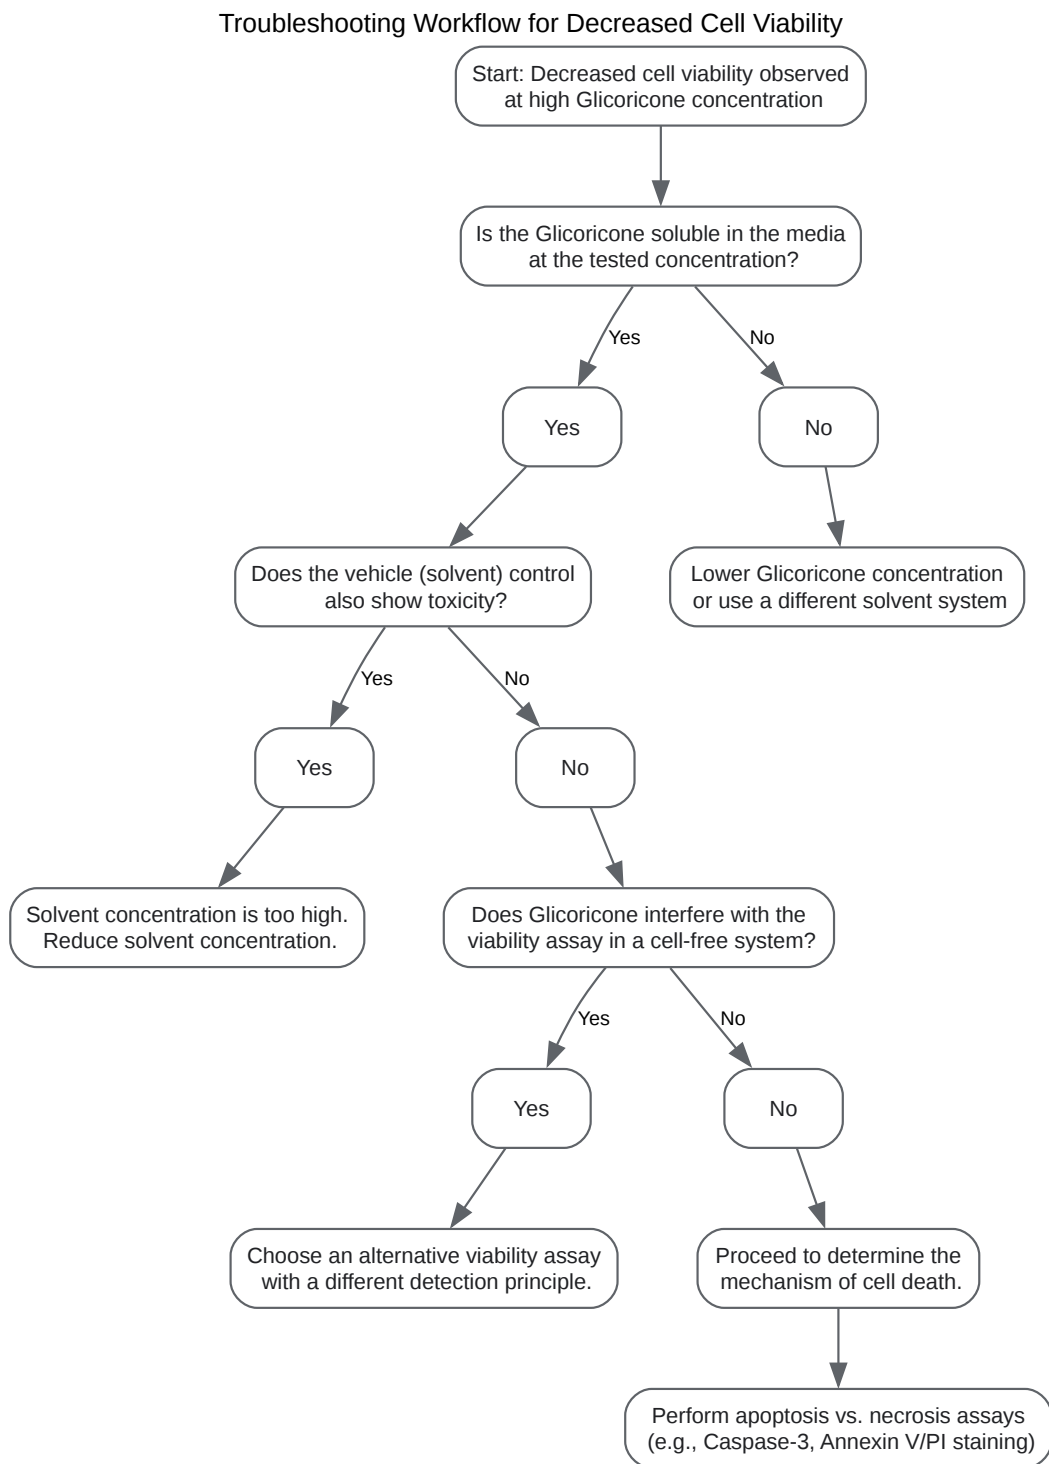 Troubleshooting Workflow for Decreased Cell Viability
Start: Decreased cell viability observed
at high Glicoricone concentration
Is the Glicoricone soluble in the media
at the tested concentration?
Yes
No
Yes
No
Does the vehicle (solvent) control
also show toxicity?
Lower Glicoricone concentration
or use a different solvent system
Yes
No
Yes
No
Solvent concentration is too high.
Reduce solvent concentration.
Does Glicoricone interfere with the
viability assay in a cell-free system?
Yes
No
Yes
No
Choose an alternative viability assay
with a different detection principle.
Proceed to determine the
mechanism of cell death.
Perform apoptosis vs. necrosis assays
(e.g., Caspase-3, Annexin V/PI staining)